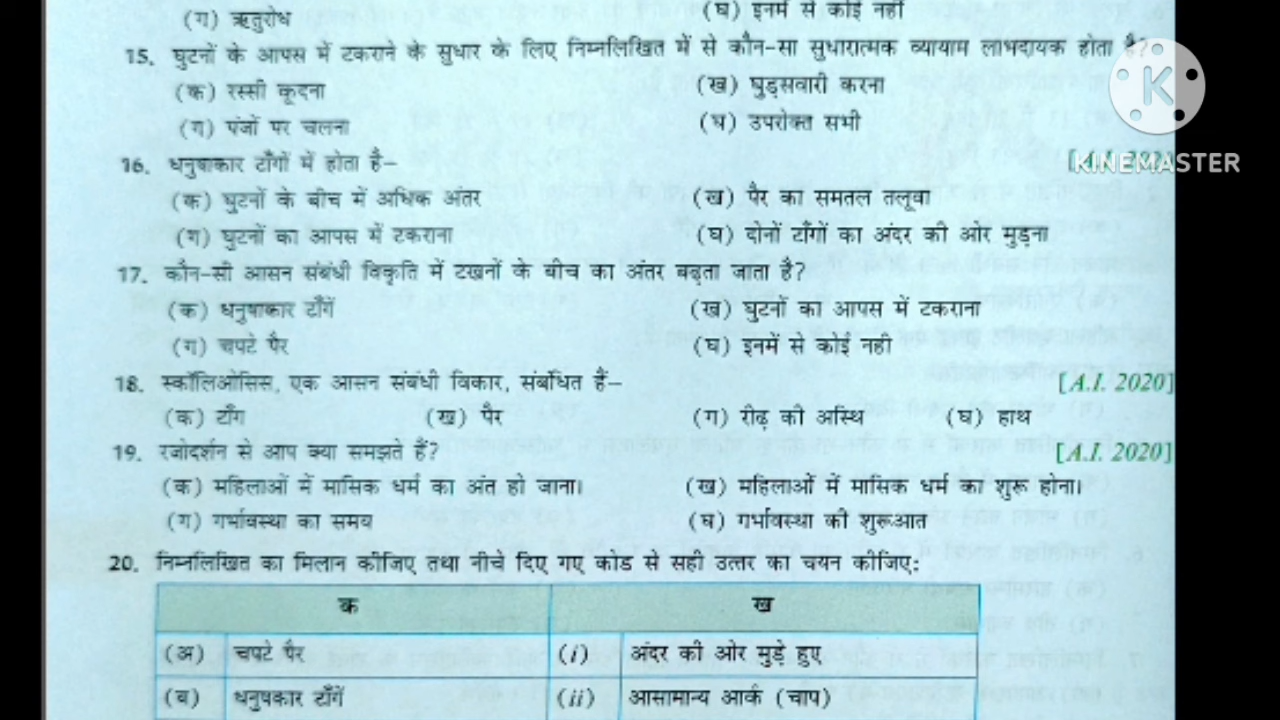 (ग) ऋतुरोध (घ) इनमें से कोई नहीं
15. घुटनों के आपस में टकराने के सुधार के लिए निम्नलिखित में से कौन-सा सुधारात्मक व्यायाम लाभदायक होता है?
(क) रस्सी कूदना (ख) घुड़सवारी करना
(ग) पंजों पर चलना (घ) उपरोक्त सभी
16. धनुषाकार टाँगों में होता है–
KINEMASTER
(क) घुटनों के बीच में अधिक अंतर (ख) पैर का समतल तलूवा
(ग) घुटनों का आपस में टकराना (घ) दोनों टाँगों का अंदर की ओर मुड़ना
17. कौन-सी आसन संबंधी विकृति में टखनों के बीच का अंतर बढ़ता जाता है?
(क) धनुषाकार टाँगें (ख) घुटनों का आपस में टकराना
(ग) चपटे पैर (घ) इनमें से कोई नही
18. स्कॉलिओसिस, एक आसन संबंधी विकार, संबंधित हैं– [A.I. 2020]
(क) टाँग (ख) पैर (ग) रीढ़ की अस्थि (घ) हाथ
19. रजोदर्शन से आप क्या समझते हैं? [A.I. 2020]
(क) महिलाओं में मासिक धर्म का अंत हो जाना। (ख) महिलाओं में मासिक धर्म का शुरू होना।
(ग) गर्भावस्था का समय (घ) गर्भावस्था की शुरूआत
20. निम्नलिखित का मिलान कीजिए तथा नीचे दिए गए कोड से सही उत्तर का चयन कीजिए:
क ख
(अ) चपटे पैर (i) अंदर की ओर मुड़े हुए
(ब) धनुषकार टाँगें (ii) आसामान्य आर्क (चाप)